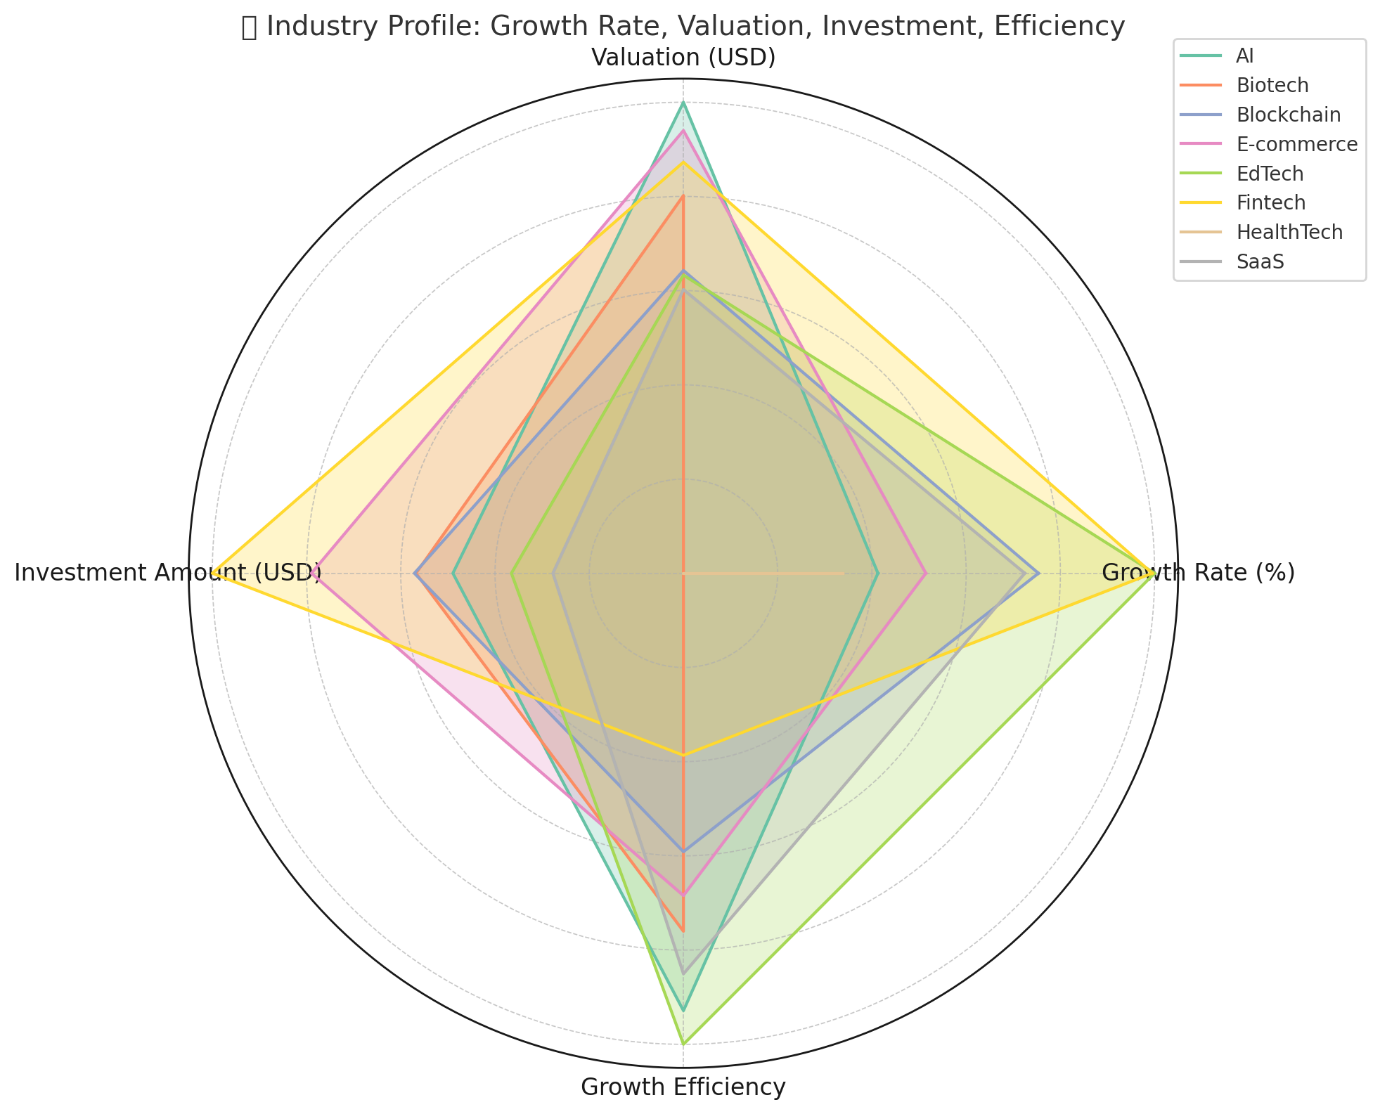 Industry Profile: Growth Rate, Valuation, Investment, Efficiency
Valuation (USD)
AI
Biotech
Blockchain
E-commerce
EdTech
Fintech
HealthTech
SaaS
Investment Amount (USD)
Growth Rate (%)
Growth Efficiency